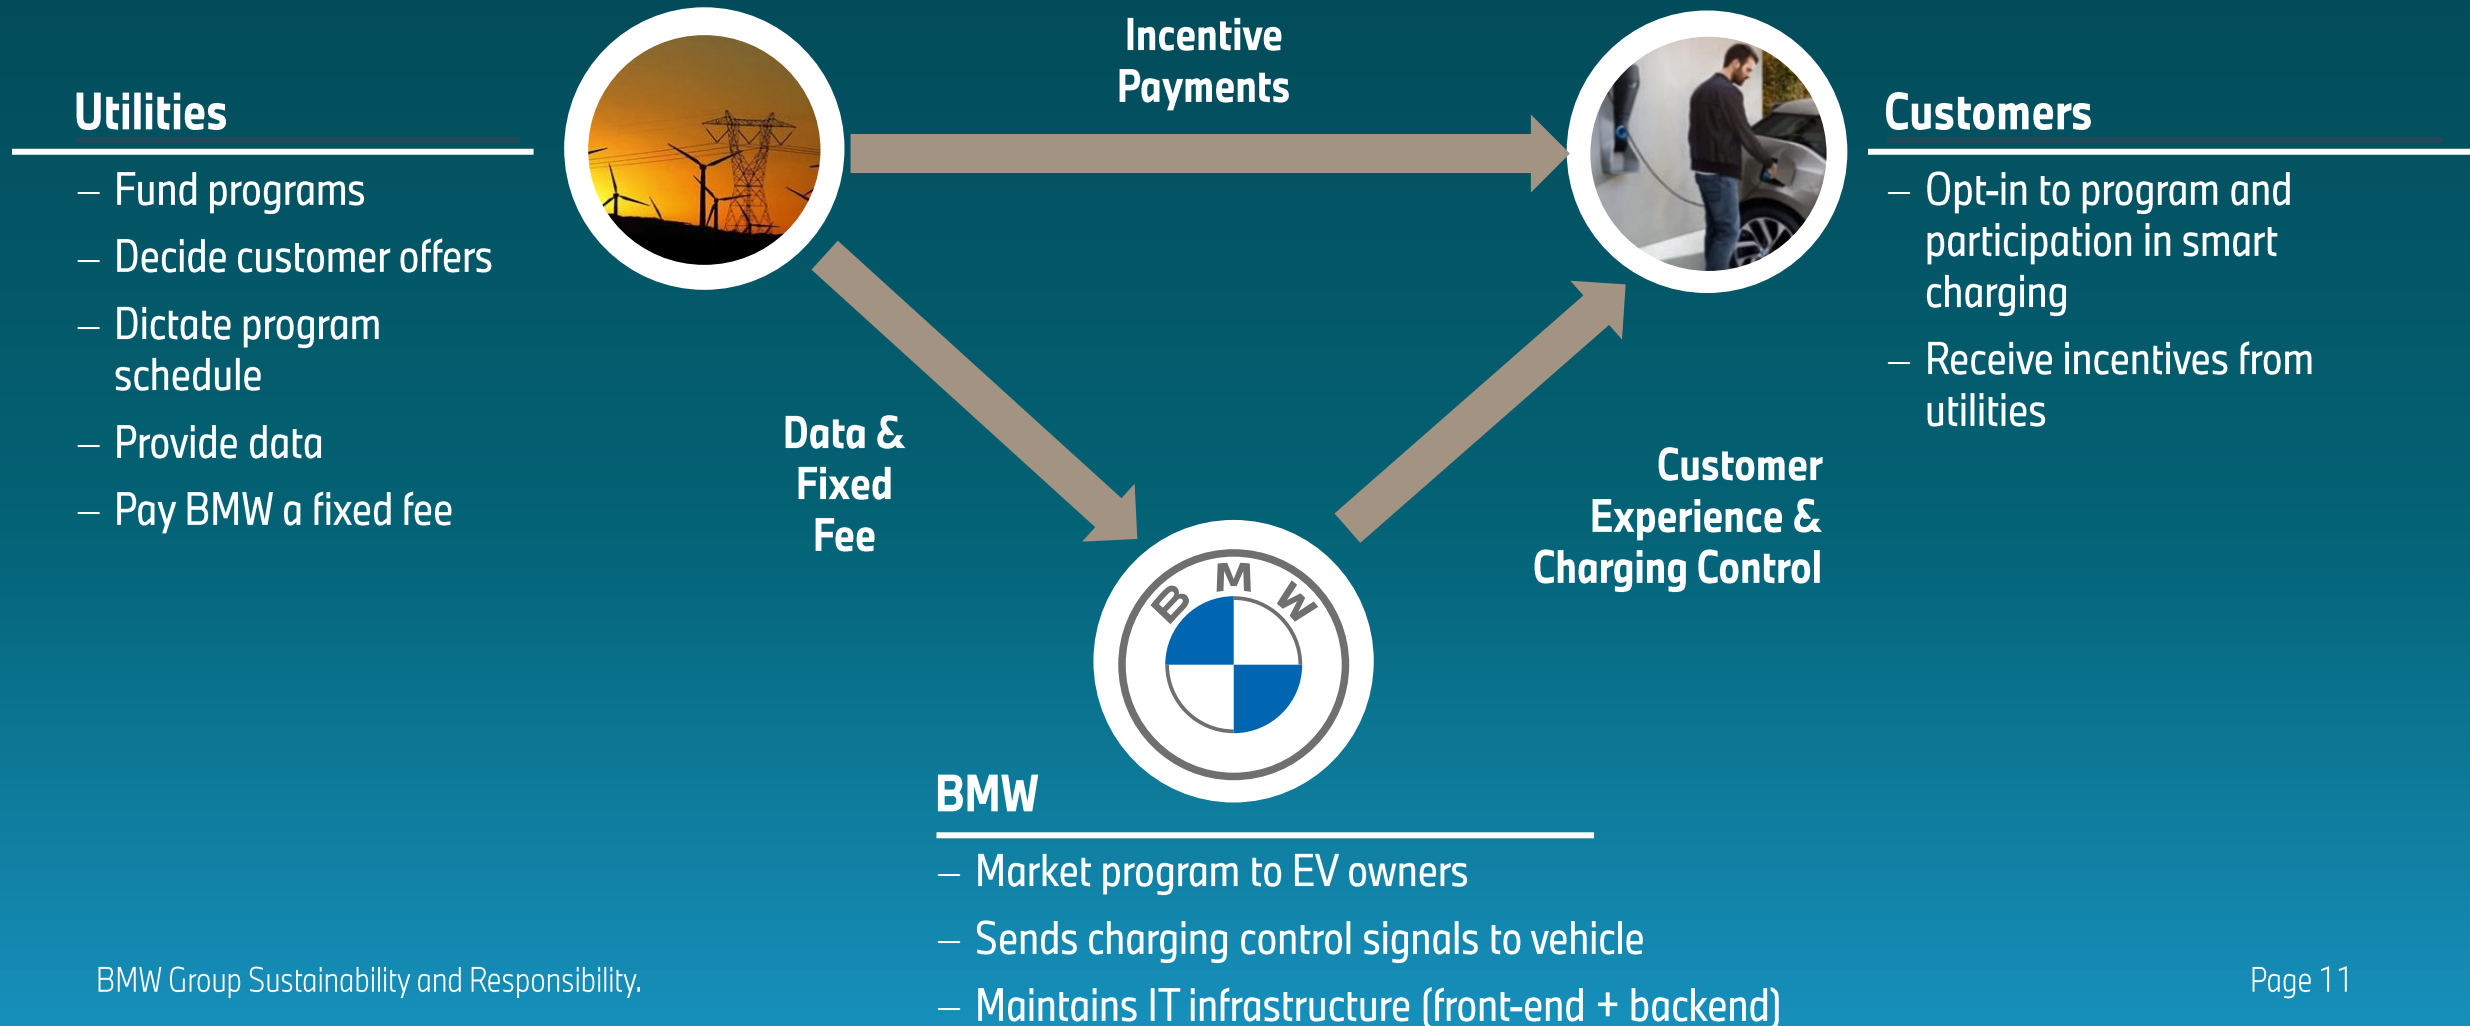 Utilities
– Fund programs
– Decide customer offers
– Dictate program
schedule
– Provide data
– Pay BMW a fixed fee
Incentive
Payments
Customers
– Opt-in to program and
participation in smart
charging
– Receive incentives from
utilities
Data &
Fixed
Fee
Customer
Experience &
Charging Control
BMW
BMW
– Market program to EV owners
– Sends charging control signals to vehicle
– Maintains IT infrastructure (front-end + backend)
BMW Group Sustainability and Responsibility.
Page 11